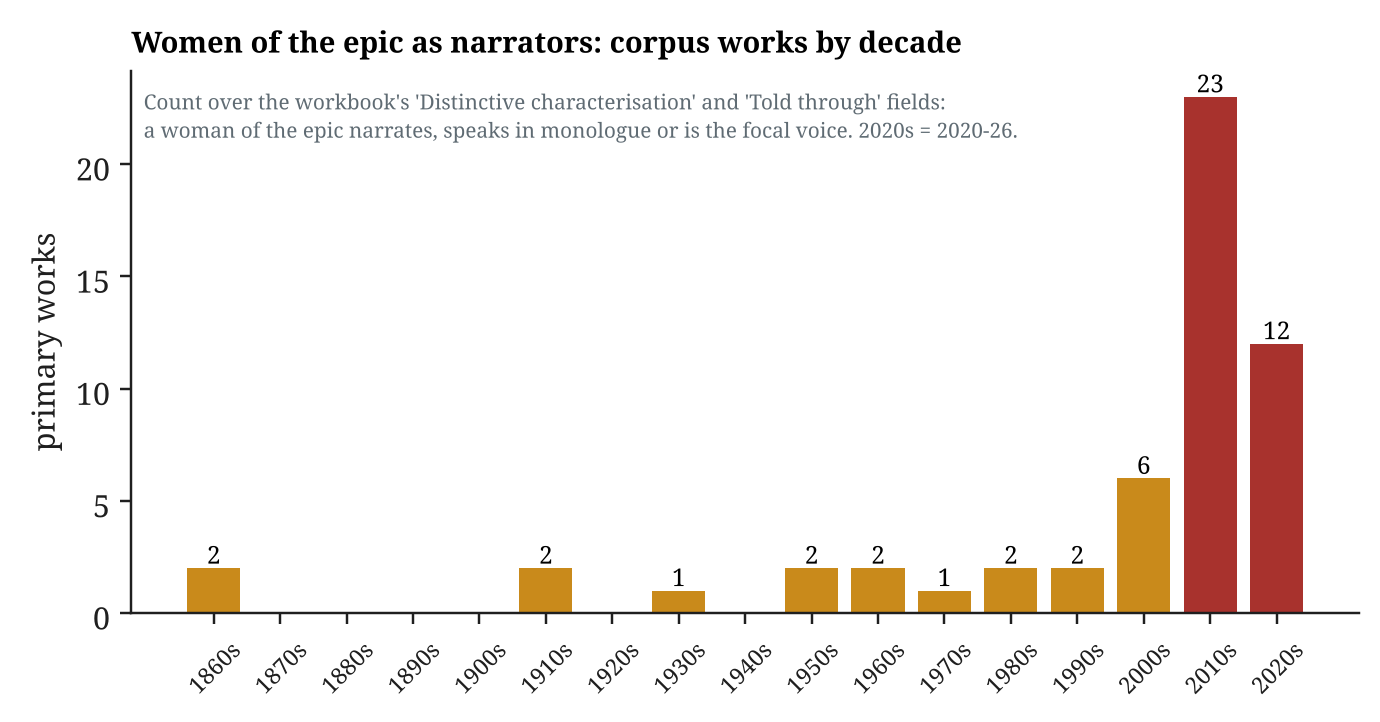 Women of the epic as narrators: corpus works by decade
Count over the workbook's 'Distinctive characterisation' and 'Told through' fields:
a woman of the epic narrates, speaks in monologue or is the focal voice. 2020s = 2020-26.
primary works
20
15
10
5
0
2
2
1
2
2
1
2
2
6
23
12
1860s
1870s
1880s
1890s
1900s
1910s
1920s
1930s
1940s
1950s
1960s
1970s
1980s
1990s
2000s
2010s
2020s